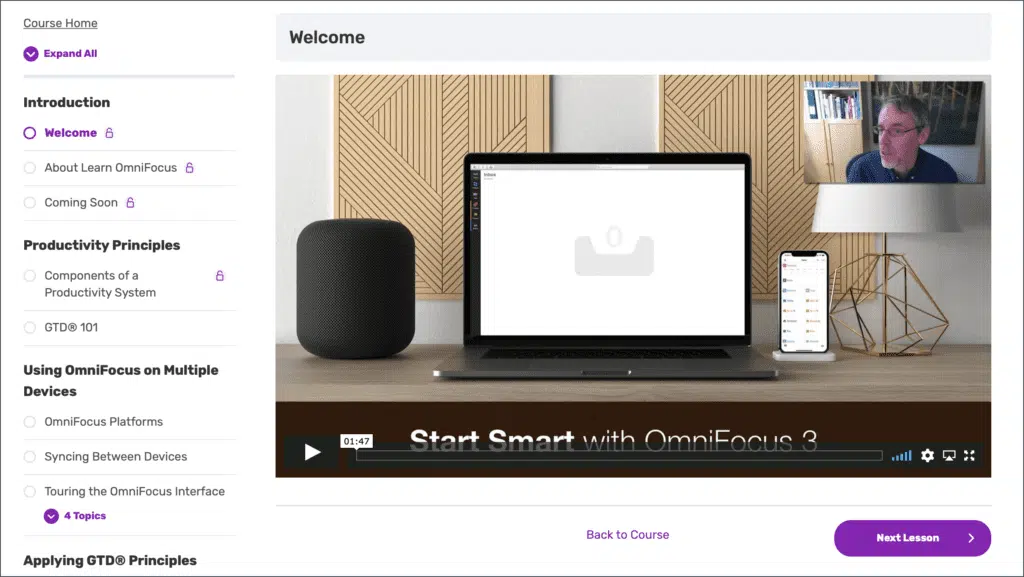 Course Home
Expand All
Introduction
Welcome
About Learn OmniFocus
Coming Soon
Productivity Principles
Components of a
Productivity System
GTD® 101
Using OmniFocus on Multiple
Devices
OmniFocus Platforms
Syncing Between Devices
Touring the OmniFocus Interface
4 Topics
Applying GTD® Principles
Welcome
Inbox
0
01:47
Start Smart with OmniFocus 3
Back to Course
Next Lesson